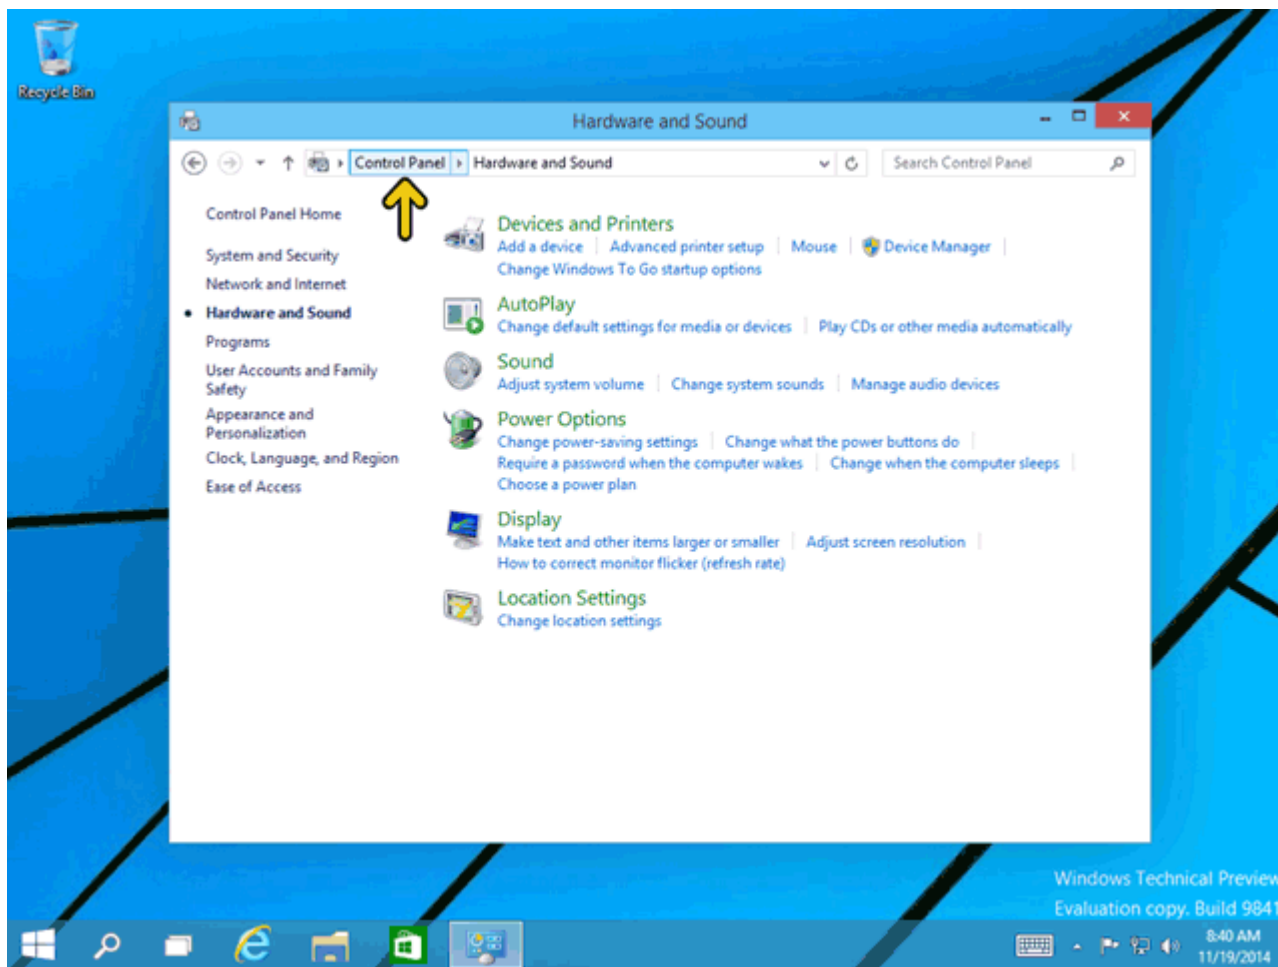 Recycle Bin
Hardware and Sound
Control Panel Hardware and Sound
Search Control Panel
Control Panel Home
System and Security
Network and Internet
Hardware and Sound
Programs
User Accounts and Family
Safety
Appearance and
Personalization
Clock, Language, and Region
Ease of Access
Devices and Printers
Add a device Advanced printer setup Mouse Device Manager
Change Windows To Go startup options
AutoPlay
Change default settings for media or devices Play CDs or other media automatically
Sound
Adjust system volume Change system sounds Manage audio devices
Power Options
Change power-saving settings Change what the power buttons do
Require a password when the computer wakes Change when the computer sleeps
Choose a power plan
Display
Make text and other items larger or smaller Adjust screen resolution
How to correct monitor flicker (refresh rate)
Location Settings
Change location settings
Windows Technical Preview
Evaluation copy. Build 9841
8:40 AM
11/19/2014